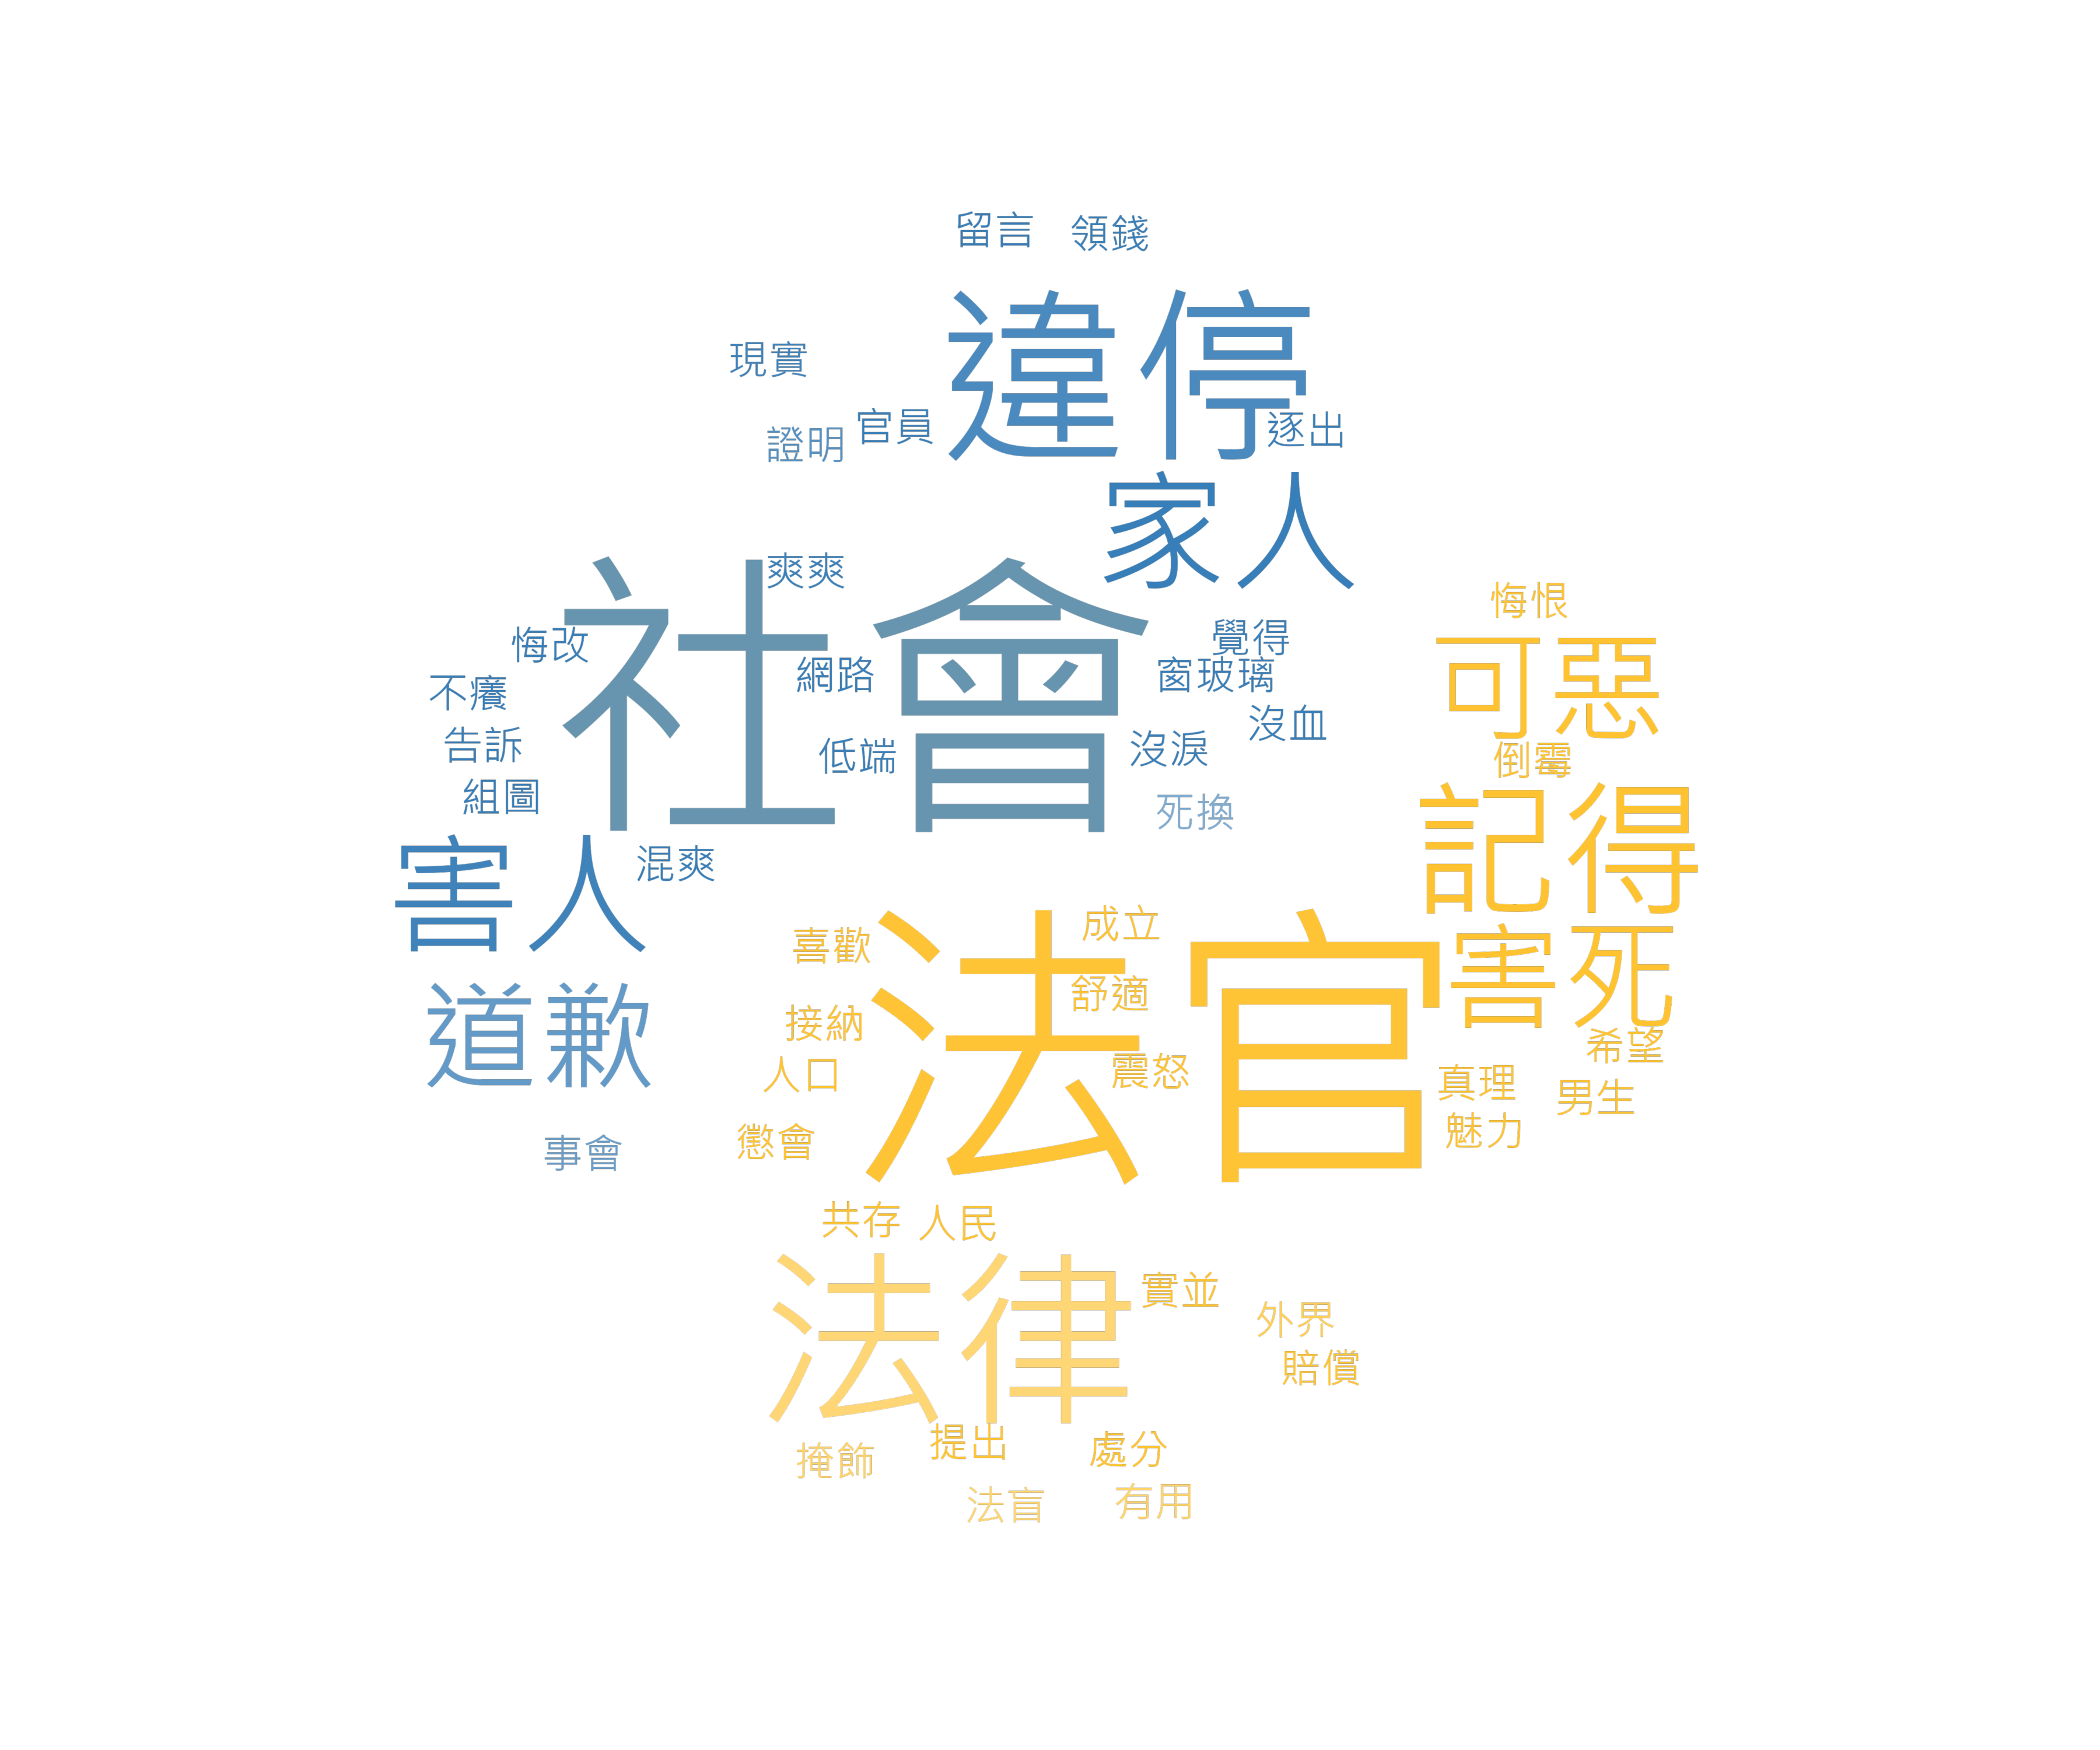 留言
領錢
違停
現實
官員
遂出
證明
家人
爽爽
社會
悔恨
悔改
覺得
可惡
網路
窗玻璃
不癢
沒血
告訴
低端
沒淚
倒霉
組圖
死換
記得
害人
混爽
法官
成立
喜歡
害死
舒適
道歉
接納
希望
人口
震怒
真理
男生
魅力
懲會
事會
共存
人民
法律
實並
外界
賠償
提出
處分
掩飾
法盲
有用